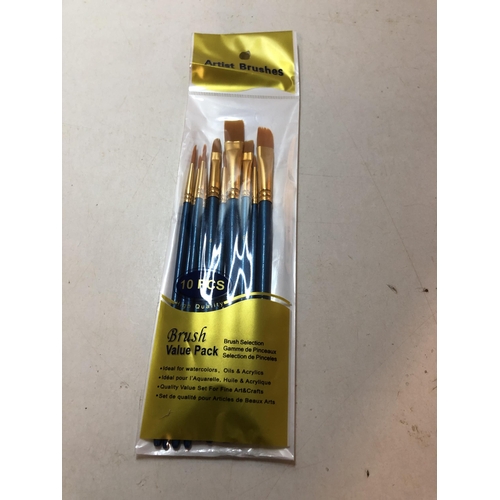 Artist Brushes
10 PCS
Quality
Brush
Value Pack
Brush Selection
Gamme de Pinceaux
Selección de Pinceles
•Ideal for watercolors, Oils & Acrylics
•Idéal pour l'Aquarelle, Huile & Acrylique
•Quality Value Set For Fine Art&Crafts
•Set de qualité pour Articles de Beaux Arts